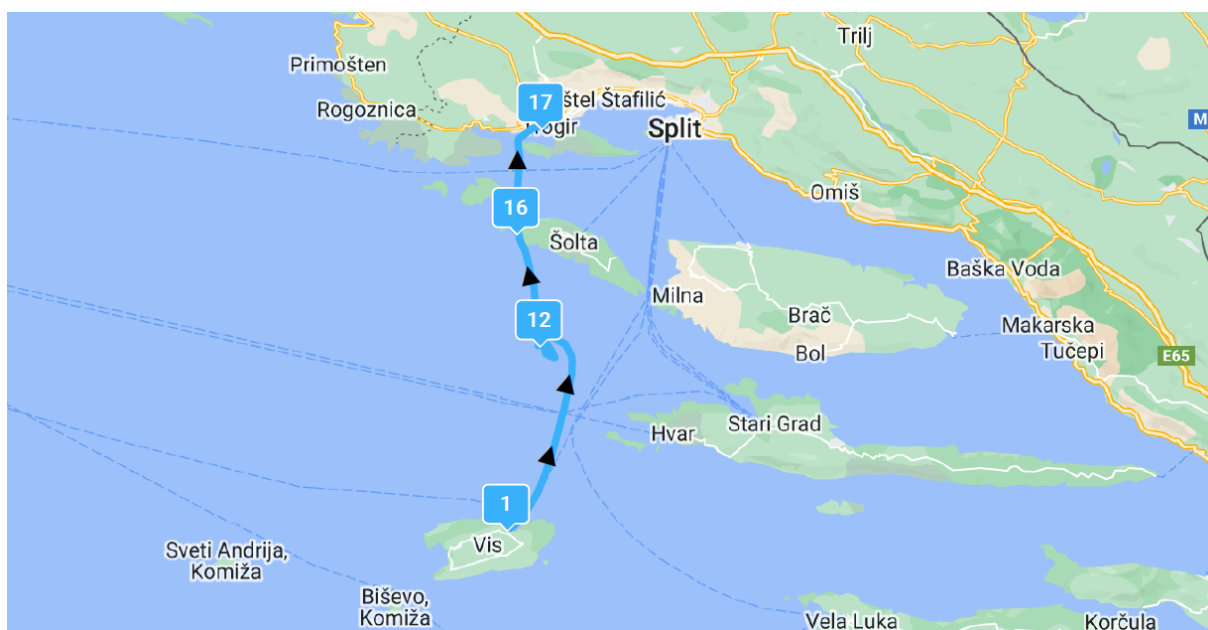 Trilj
Primošten
17
štel Štafilić
Rogoznica
M
Split
Omiš
16
Šolta
Baška Voda
Milna
12
Brač
Makarska
Bol
Tučepi
E65
Stari Grad
Hvar
1
Vis
Sveti Andrija,
Komiža
Biševo,
Komiža
Vela Luka
Korčula